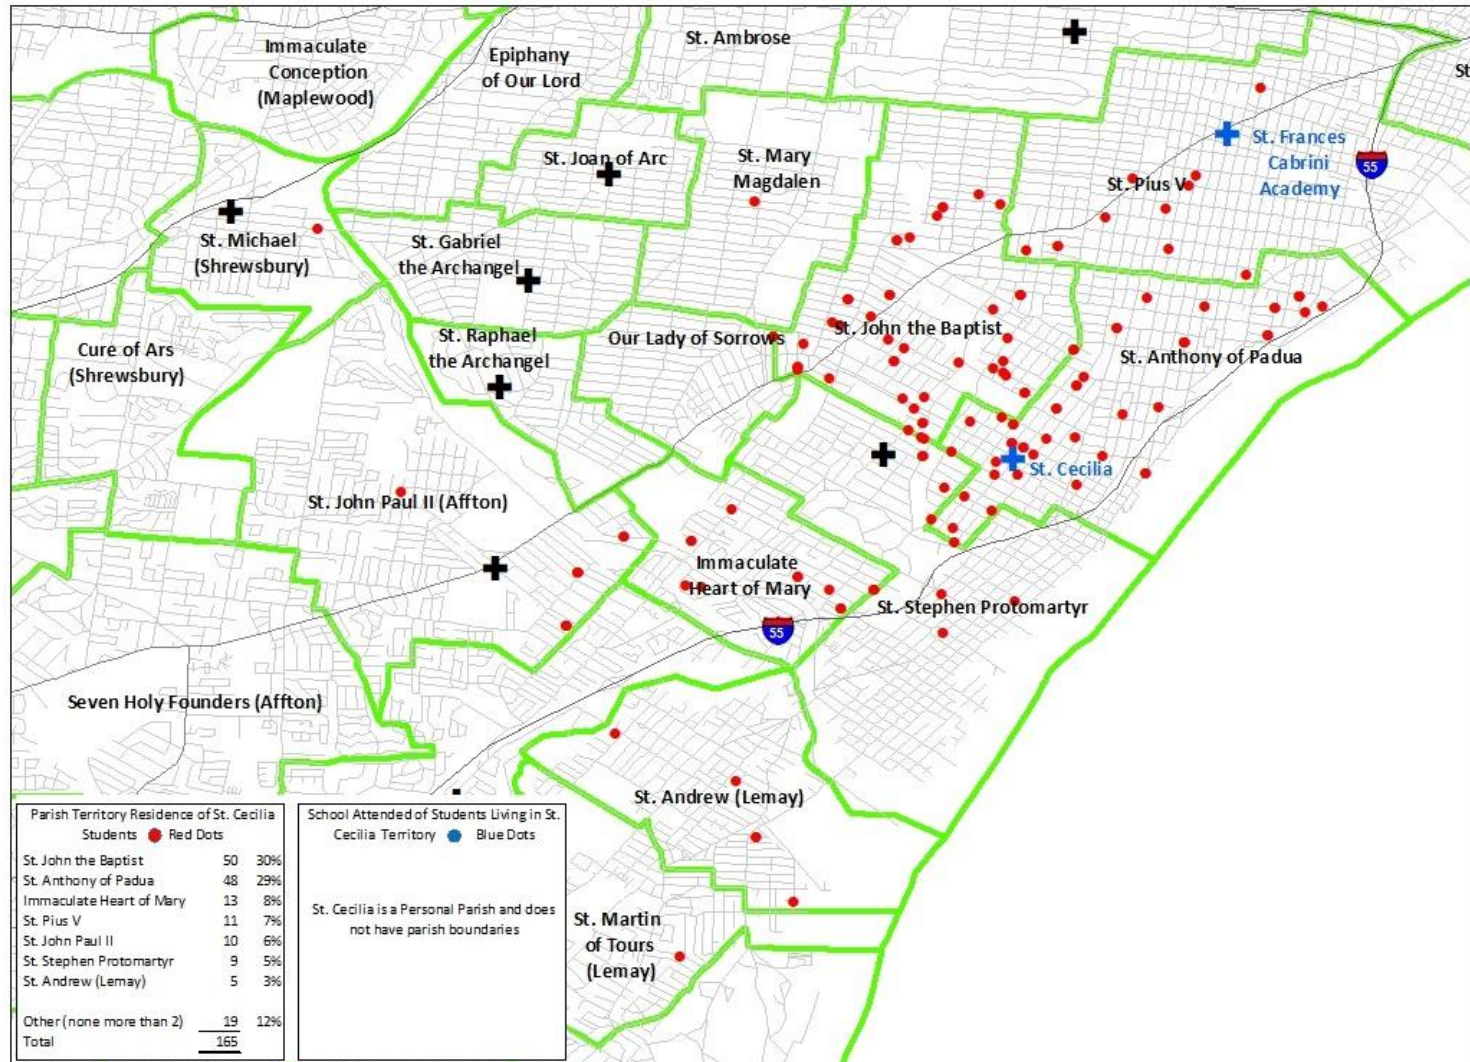 Immaculate
Conception
(Maplewood)
Epiphany
of Our Lord
St. Ambrose
St
St. Frances
Cabrini
Academy
55
St. Joan of Arc
St. Mary
Magdalen
St. Pius V
St. Michael
(Shrewsbury)
St. Gabriel
the Archangel
Cure of Ars
(Shrewsbury)
St. Raphael
the Archangel
Our Lady of Sorrows
St. John the Baptist
St. Anthony of Padua
St. Cecilia
St. John Paul II (Affton)
Immaculate
Heart of Mary
St. Stephen Protomartyr
55
Seven Holy Founders (Affton)
St. Andrew (Lemay)
St. Martin
of Tours
(Lemay)
Parish Territory Residence of St. Cecilia
Students Red Dots
St. John the Baptist 50 30%
St. Anthony of Padua 48 29%
Immaculate Heart of Mary 13 8%
St. Pius V 11 7%
St. John Paul II 10 6%
St. Stephen Protomartyr 9 5%
St. Andrew (Lemay) 5 3%
Other (none more than 2) 19 12%
Total 165
School Attended of Students Living in St.
Cecilia Territory Blue Dots
St. Cecilia is a Personal Parish and does
not have parish boundaries